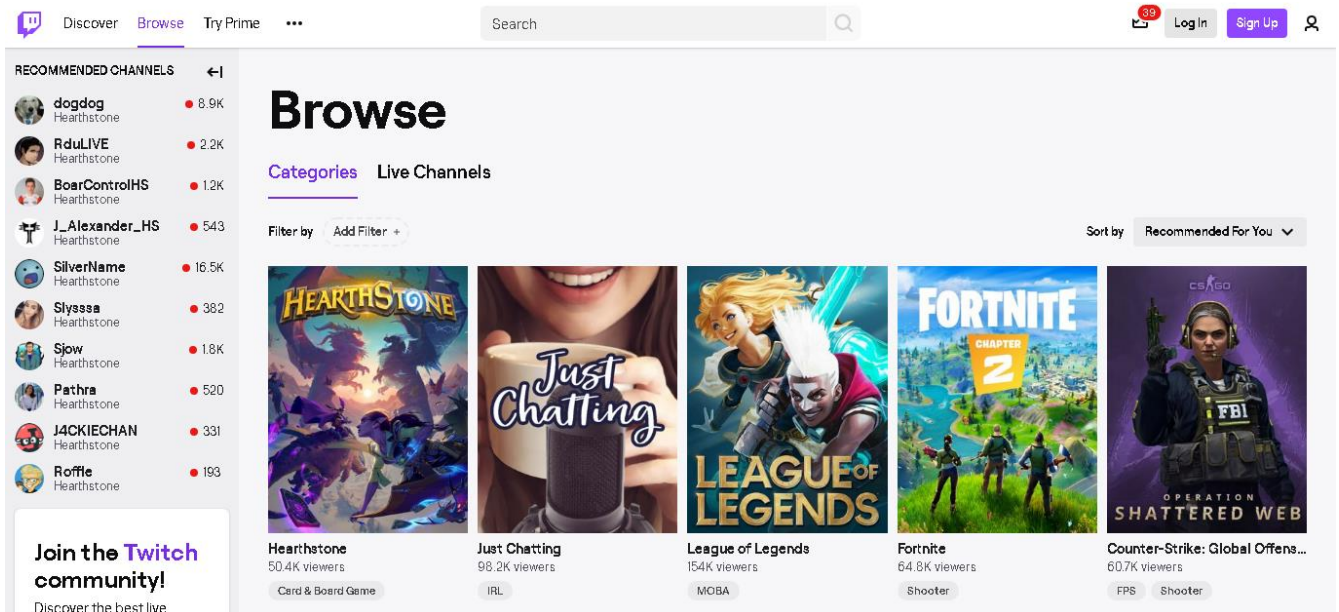 Discover Browse Try Prime •••
Search
39
Log In
Sign Up
RECOMMENDED CHANNELS
dogdog
8.9K
Hearthstone
RduLIVE
2.2K
Hearthstone
BoarControlHS
1.2K
Hearthstone
J_Alexander_HS
543
Hearthstone
SilverName
16.5K
Hearthstone
Slysssa
382
Hearthstone
Sjow
1.8K
Hearthstone
Pathra
520
Hearthstone
J4CKIECHAN
331
Hearthstone
Roffle
193
Hearthstone
Join the Twitch
community!
Discover the best live
Browse
Categories Live Channels
Filter by Add Filter +
Sort by Recommended For You
HEARTHSTONE
Hearthstone
50.4K viewers
Card & Board Game
Just
Chatting
Just Chatting
98.2K viewers
IRL
LEAGUE OF
LEGENDS
League of Legends
154K viewers
MOBA
FORTNITE
CHAPTER
2
Fortnite
64.8K viewers
Shooter
CS GO
FBI
OPERATION
SHATTERED WEB
Counter-Strike: Global Offens...
60.7K viewers
FPS Shooter